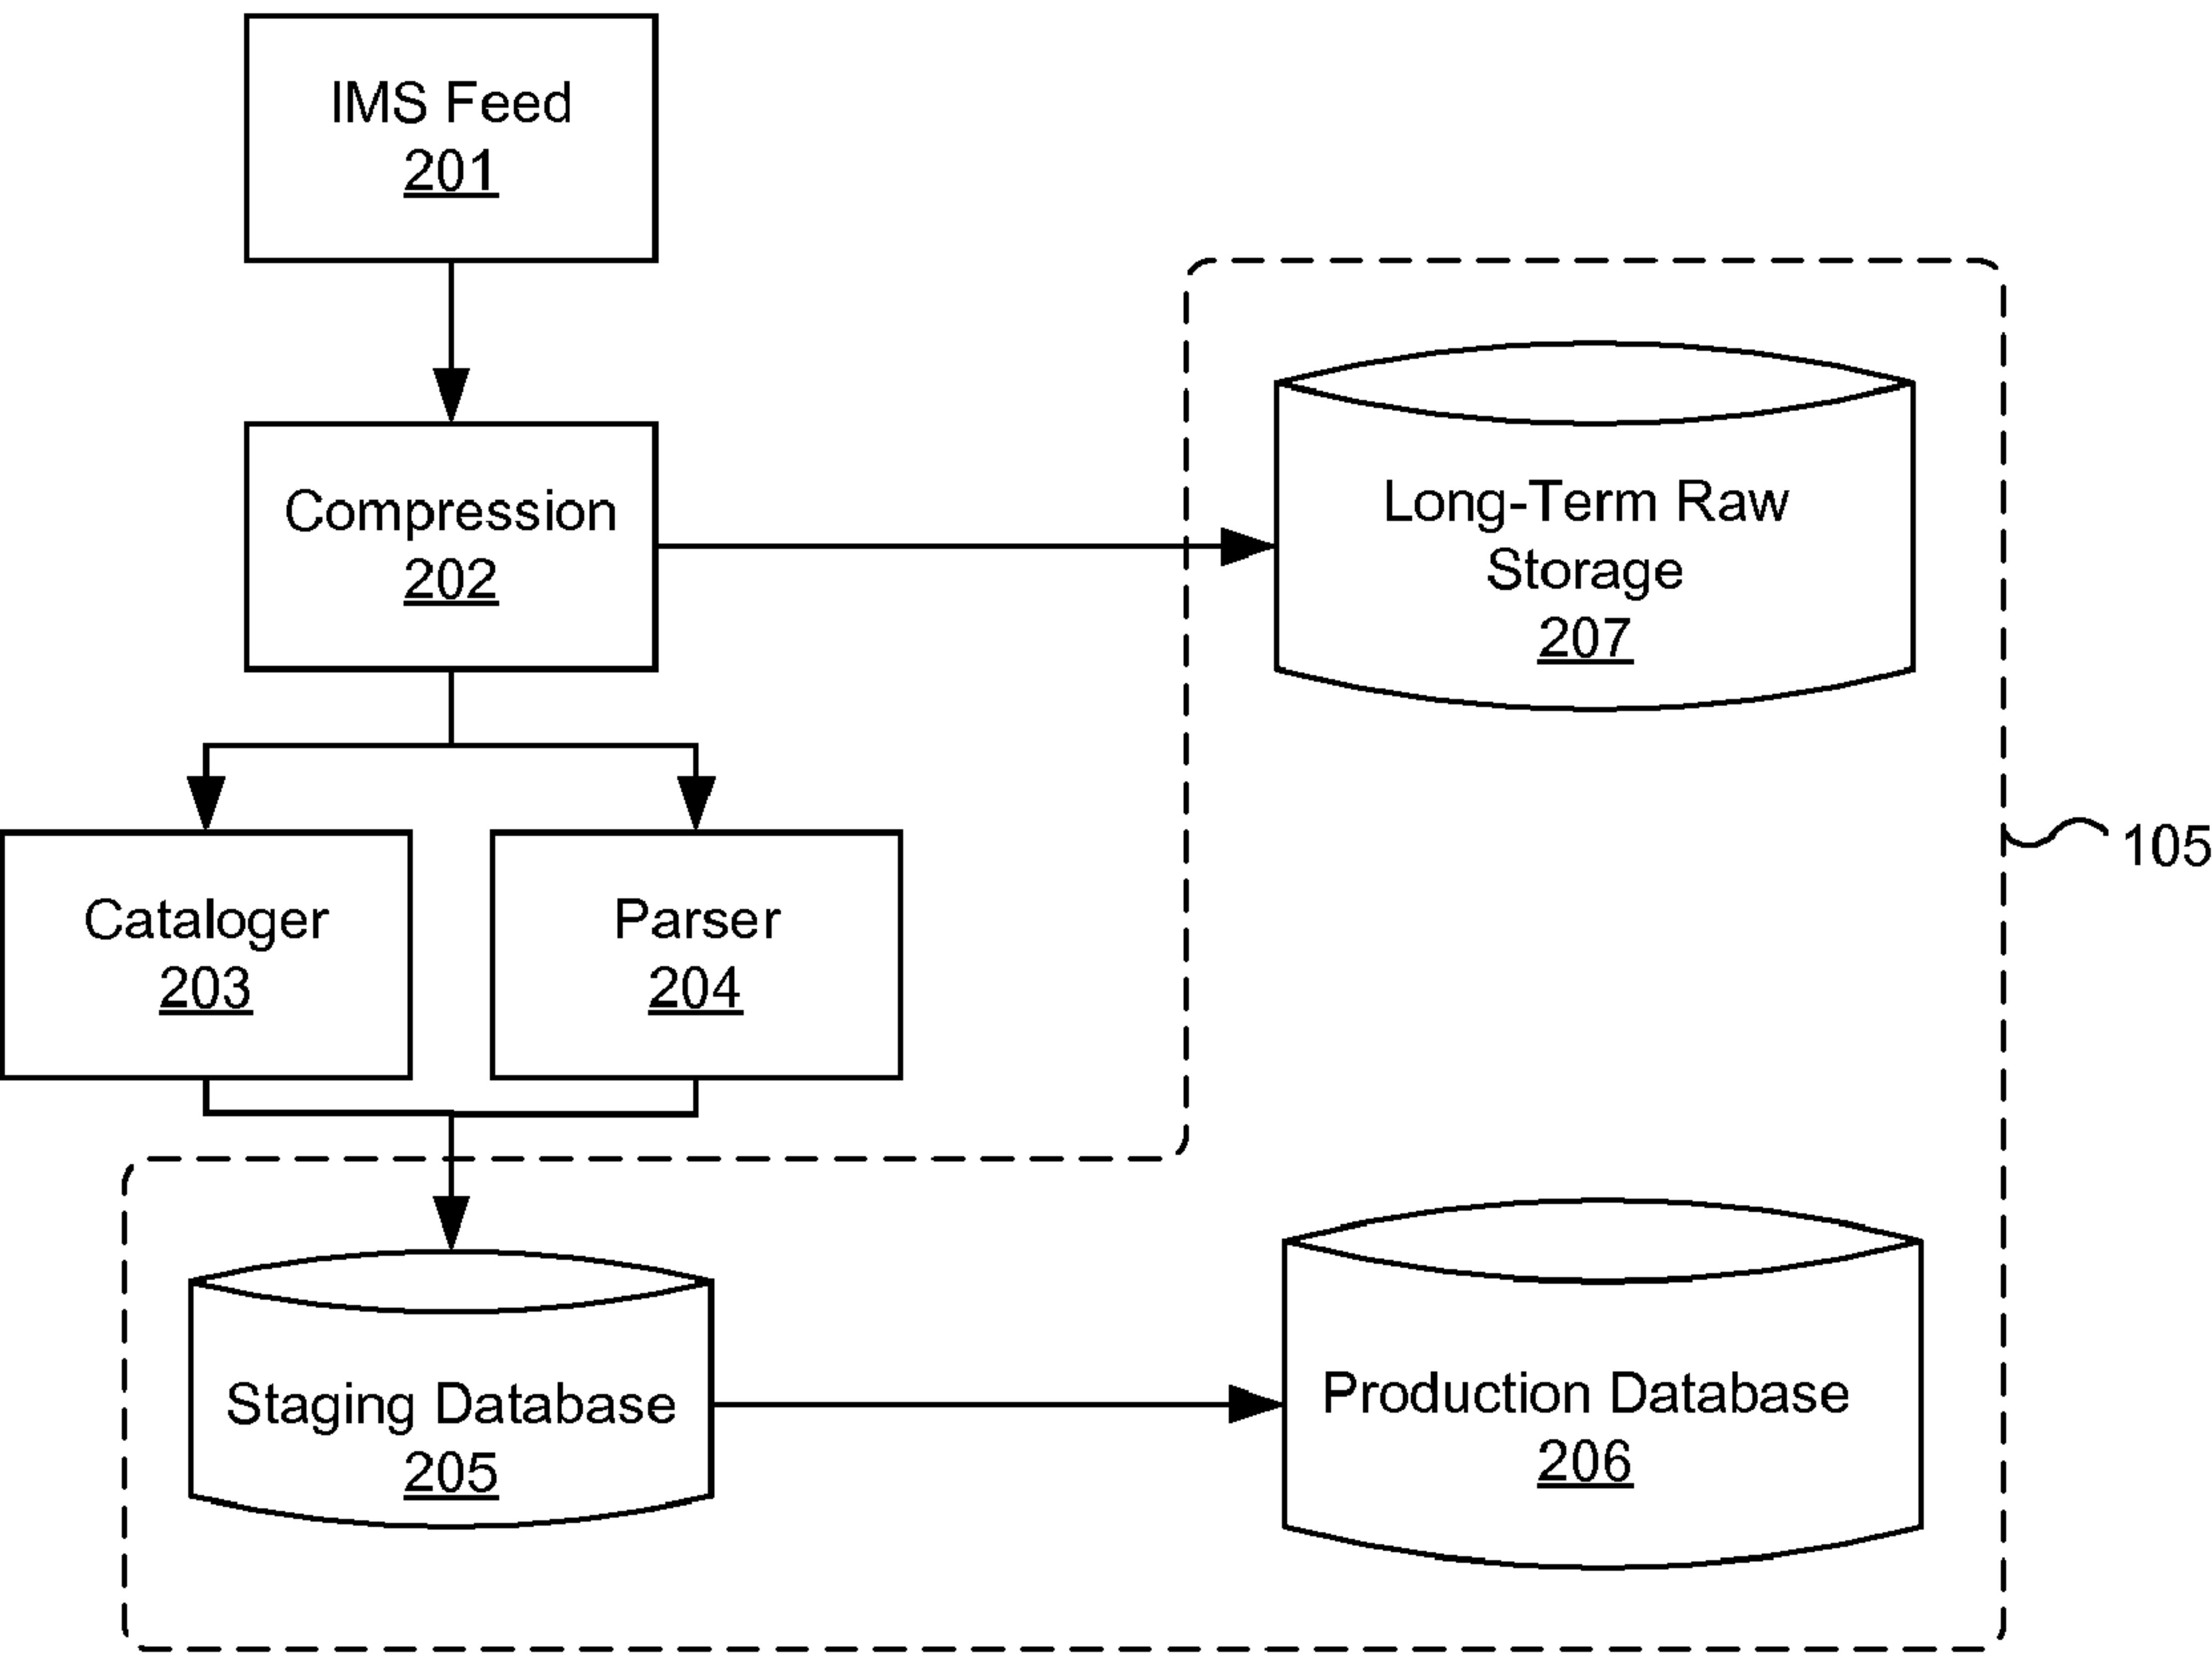 IMS Feed
201
Compression
202
Long-Term Raw
Storage
207
105
Cataloger
203
Parser
204
Staging Database
205
Production Database
206